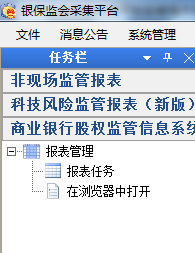 银保监会采集平台
文件 消息公告 系统管理
任务栏
非现场监管报表
科技风险监管报表（新版）
商业银行股权监管信息系统
报表管理
报表任务
在浏览器中打开